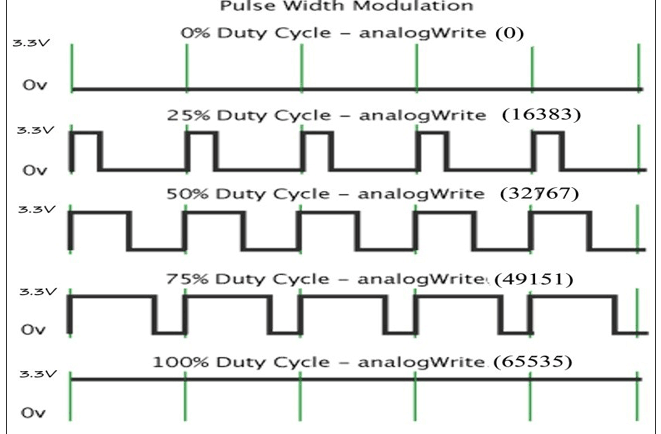 Pulse Width Modulation
0% Duty Cycle – analogWrite (0)
3.3V
0v
25% Duty Cycle – analogWrite (16383)
3.3V
0v
50% Duty Cycle – analogWrite (32767)
3.3V
75% Duty Cycle – analogWrite (49151)
3.3V
0v
100% Duty Cycle – analogWrite (65535)
3.3V
0v